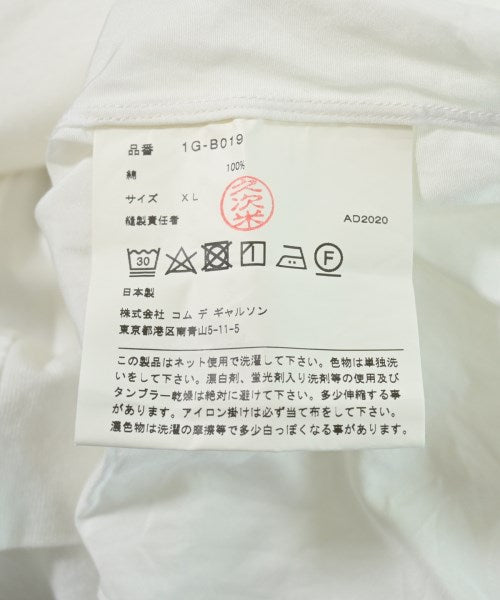 品番 1G-B019
綿 100%
サイズ XL
縫製責任者
久次米
AD2020
30
1
F
日本製
株式会社 コム デ ギャルソン
東京都港区南青山5-11-5
この製品はネット使用で洗濯して下さい。色物は単独洗
いをして下さい。漂白剤、蛍光剤入り洗剤等の使用及び
タンブラー乾燥は絶対に避けて下さい。多少伸縮する事
があります。アイロン掛けは必ず当て布をして下さい。
濃色物は洗濯の摩擦等で多少白っぽくなる事があります。